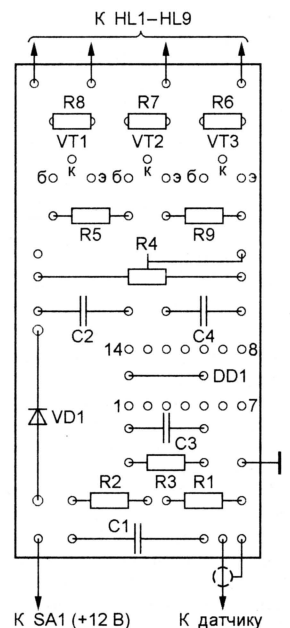 К HL1–HL9
R8 R7 R6
VT1 VT2 VT3
б к э б к э б к э
R5 R9
R4
C2 C4
14 8
DD1
1 7
VD1
C3
R2 R3 R1
C1
К SA1 (+12 В) К датчику